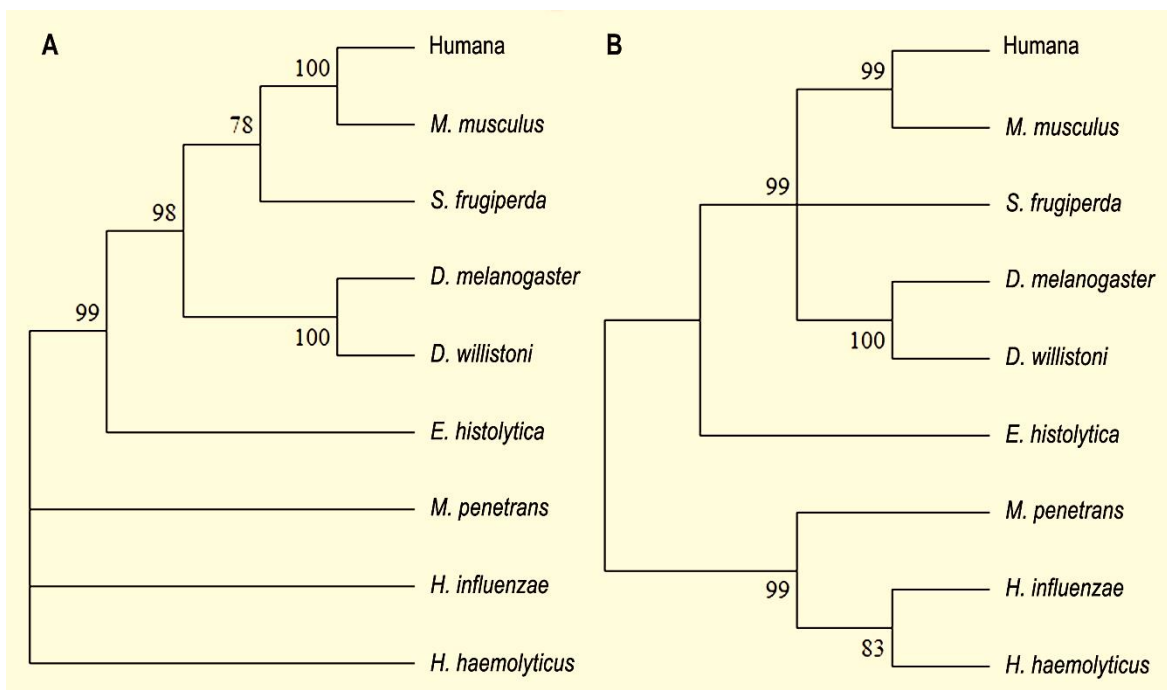 A
Humana
100
M. musculus
78
S. frugiperda
98
D. melanogaster
99
100
D. willistoni
E. histolytica
M. penetrans
H. influenzae
H. haemolyticus
B
Humana
99
M. musculus
99
S. frugiperda
D. melanogaster
100
D. willistoni
E. histolytica
M. penetrans
99
H. influenzae
83
H. haemolyticus